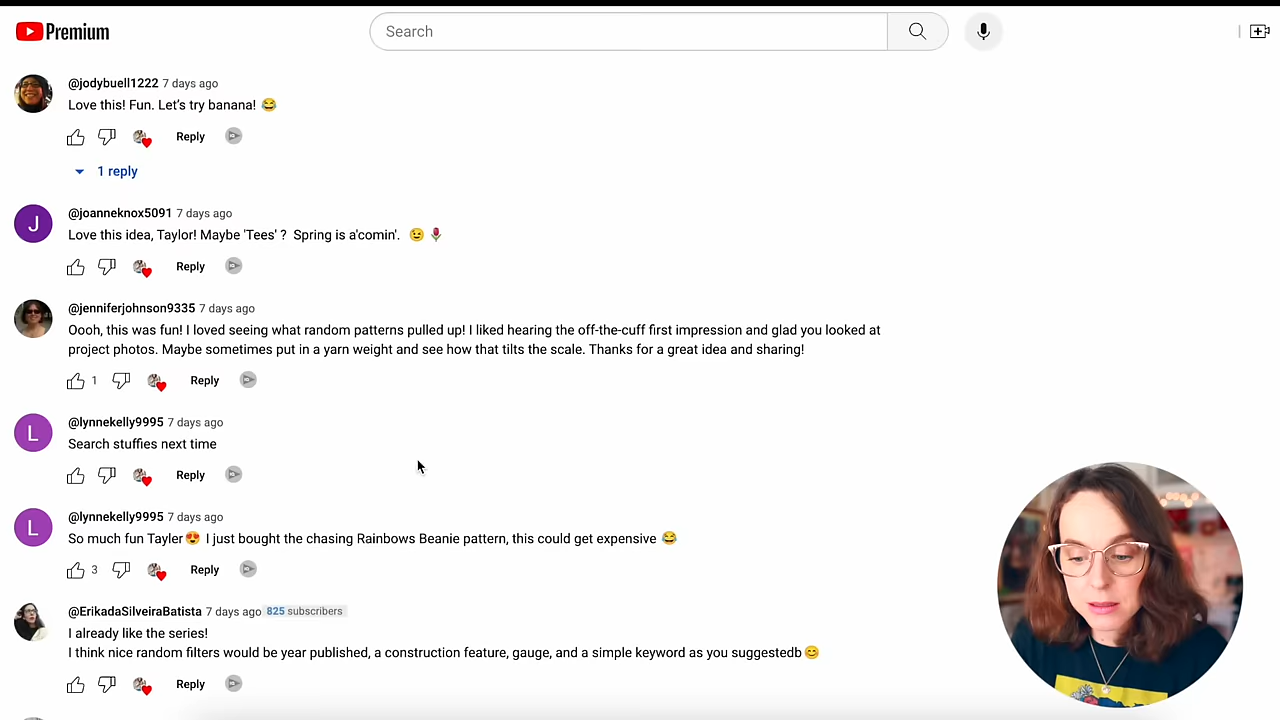 Premium
Search
@jodybuell1222 7 days ago
Love this! Fun. Let's try banana! 😂
Reply
1 reply
J
@joanneknox5091 7 days ago
Love this idea, Taylor! Maybe 'Tees' ? Spring is a'comin'. 😉 🌷
Reply
@jenniferjohnson9335 7 days ago
Oooh, this was fun! I loved seeing what random patterns pulled up! I liked hearing the off-the-cuff first impression and glad you looked at
project photos. Maybe sometimes put in a yarn weight and see how that tilts the scale. Thanks for a great idea and sharing!
1 Reply
L
@lynnekelly9995 7 days ago
Search stuffies next time
Reply
L
@lynnekelly9995 7 days ago
So much fun Tayler😍 I just bought the chasing Rainbows Beanie pattern, this could get expensive 😂
3 Reply
@ErikadaSilveiraBatista 7 days ago 825 subscribers
I already like the series!
I think nice random filters would be year published, a construction feature, gauge, and a simple keyword as you suggestedb😊
Reply